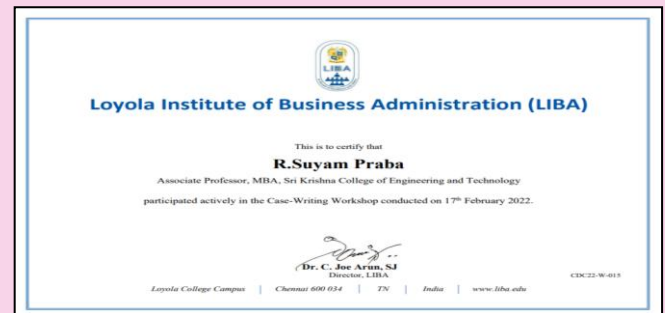 LIBA
Loyola Institute of Business Administration (LIBA)
This is to certify that
R.Suyam Praba
Associate Professor, MBA, Sri Krishna College of Engineering and Technology
participated actively in the Case-Writing Workshop conducted on 17th February 2022.
Dr. C. Joe Arun, SJ
Director, LIBA
CDC22-W-015
Loyola College Campus | Chennai 600 034 | TN | India | www.liba.edu